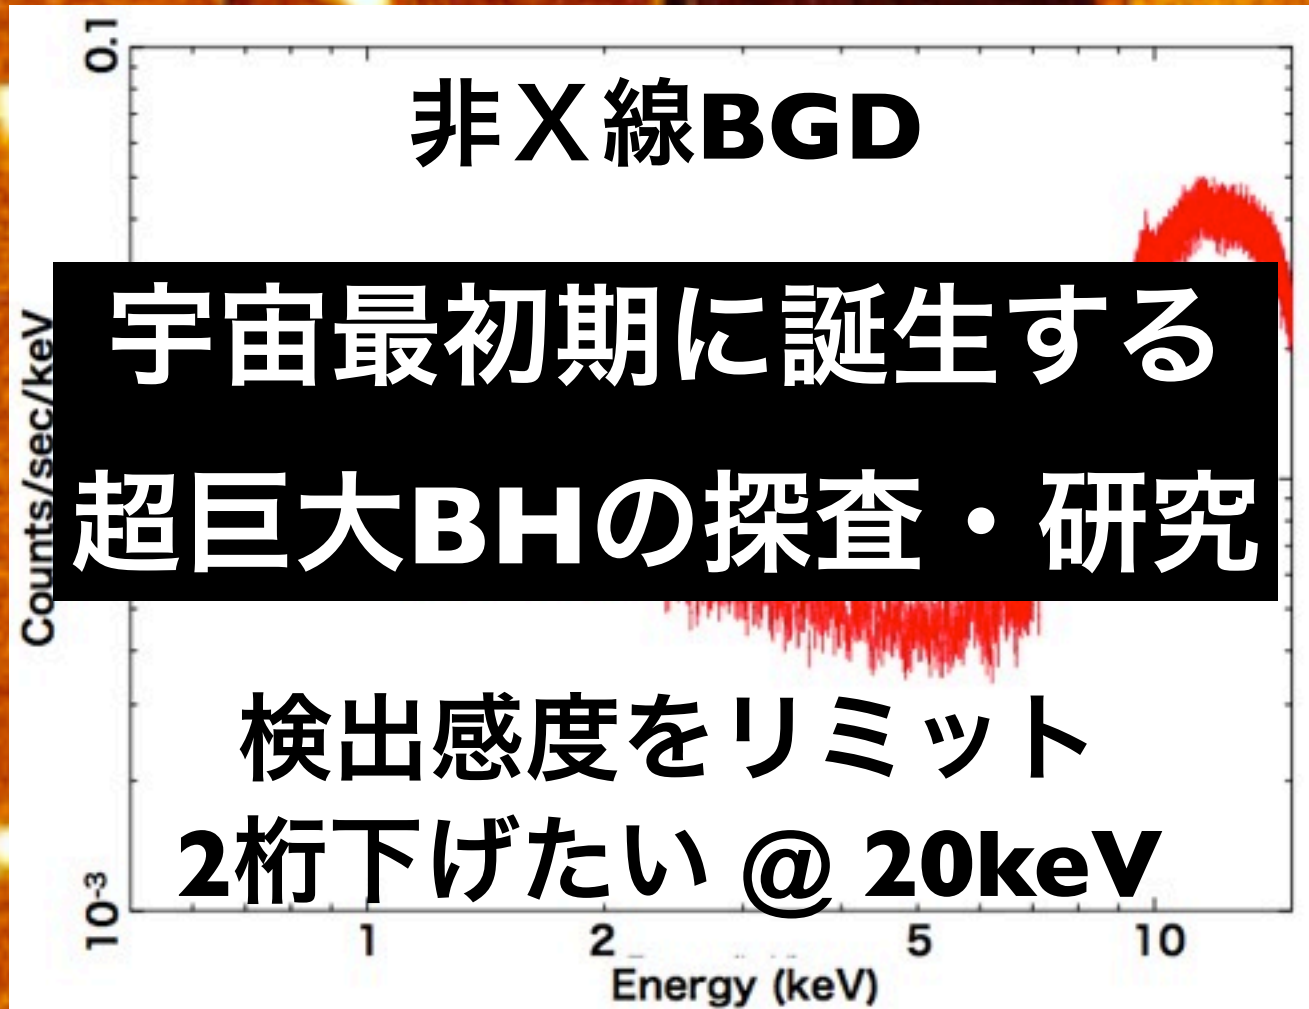 0.1
非X線BGD
宇宙最初期に誕生する
超巨大BHの探査・研究
Counts/sec/keV
検出感度をリミット
2桁下げたい @ 20keV
10-3
1 2 5 10
Energy (keV)